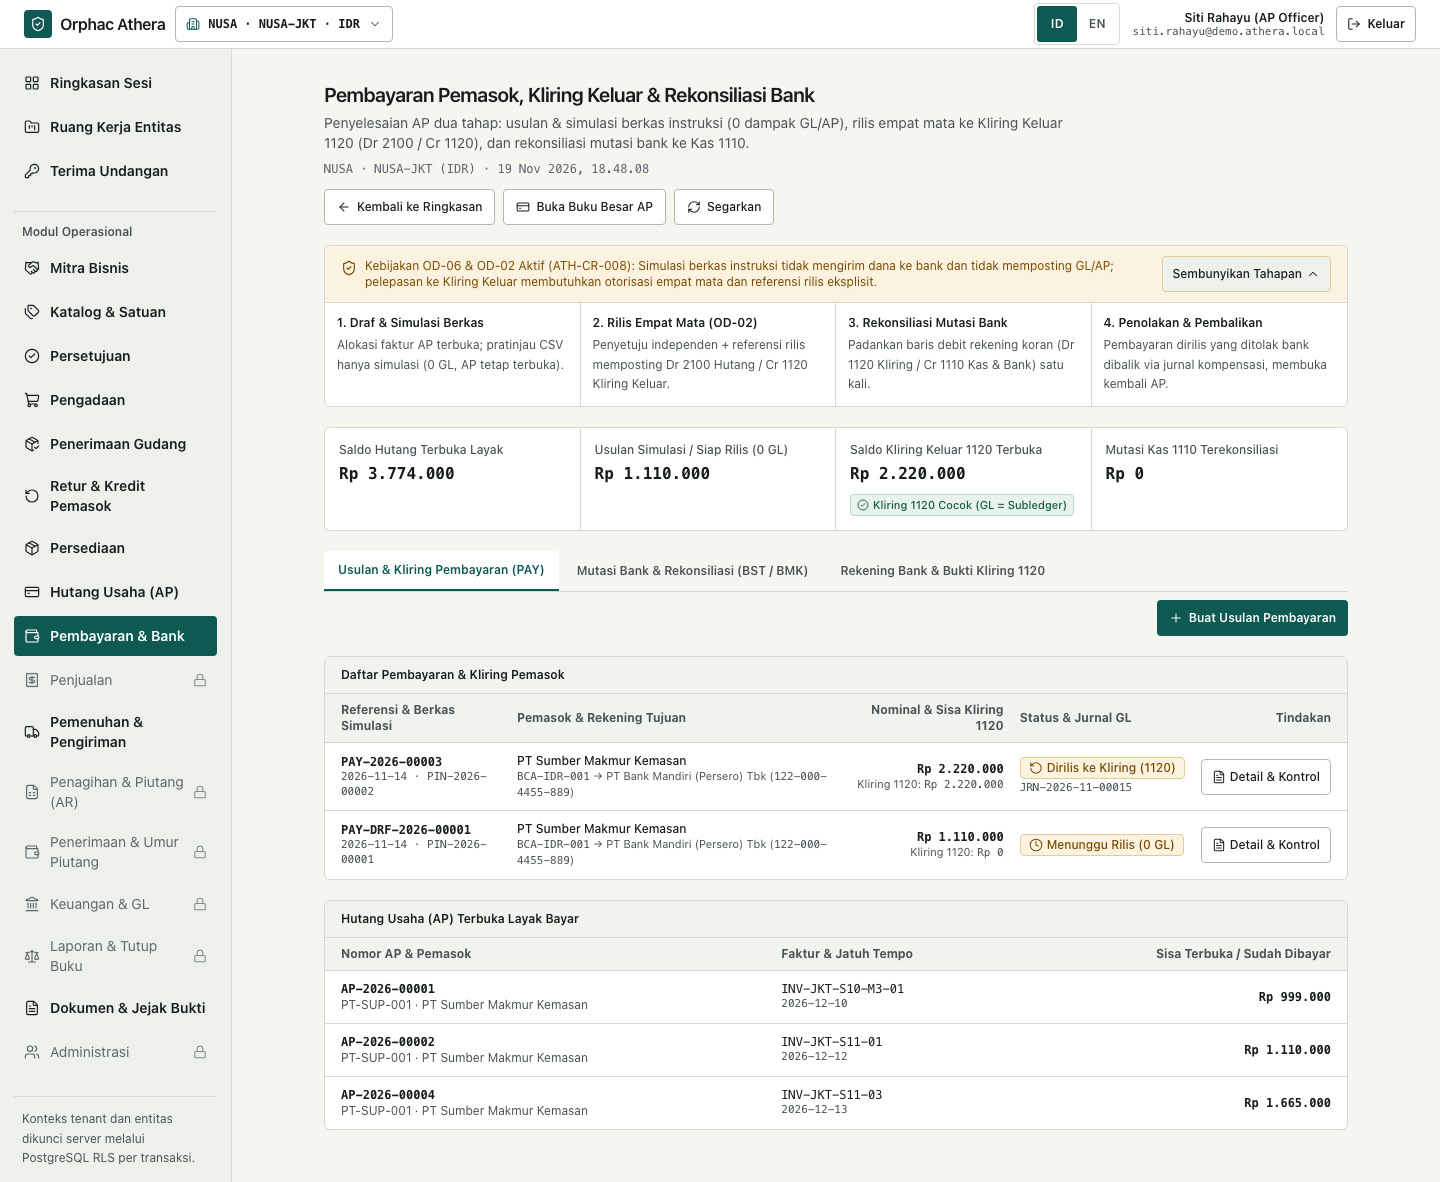 Orphac Athera
NUSA · NUSA-JKT · IDR
ID
EN
Siti Rahayu (AP Officer)
siti.rahayu@demo.athera.local
Keluar
Ringkasan Sesi
Ruang Kerja Entitas
Terima Undangan
Modul Operasional
Mitra Bisnis
Katalog & Satuan
Persetujuan
Pengadaan
Penerimaan Gudang
Retur & Kredit
Pemasok
Persediaan
Hutang Usaha (AP)
Pembayaran & Bank
Penjualan
Pemenuhan &
Pengiriman
Penagihan & Piutang
(AR)
Penerimaan & Umur
Piutang
Keuangan & GL
Laporan & Tutup
Buku
Dokumen & Jejak Bukti
Administrasi
Konteks tenant dan entitas
dikunci server melalui
PostgreSQL RLS per transaksi.
Pembayaran Pemasok, Kliring Keluar & Rekonsiliasi Bank
Penyelesaian AP dua tahap: usulan & simulasi berkas instruksi (0 dampak GL/AP), rilis empat mata ke Kliring Keluar
1120 (Dr 2100 / Cr 1120), dan rekonsiliasi mutasi bank ke Kas 1110.
NUSA · NUSA-JKT (IDR) · 19 Nov 2026, 18.48.08
Kembali ke Ringkasan
Buka Buku Besar AP
Segarkan
Kebijakan OD-06 & OD-02 Aktif (ATH-CR-008): Simulasi berkas instruksi tidak mengirim dana ke bank dan tidak memposting GL/AP;
pelepasan ke Kliring Keluar membutuhkan otorisasi empat mata dan referensi rilis eksplisit.
Sembunyikan Tahapan
1. Draf & Simulasi Berkas
Alokasi faktur AP terbuka; pratinjau CSV
hanya simulasi (0 GL, AP tetap terbuka).
2. Rilis Empat Mata (OD-02)
Penyetuju independen + referensi rilis
memposting Dr 2100 Hutang / Cr 1120
Kliring Keluar.
3. Rekonsiliasi Mutasi Bank
Padankan baris debit rekening koran (Dr
1120 Kliring / Cr 1110 Kas & Bank) satu
kali.
4. Penolakan & Pembalikan
Pembayaran dirilis yang ditolak bank
dibalik via jurnal kompensasi, membuka
kembali AP.
Saldo Hutang Terbuka Layak
Rp 3.774.000
Usulan Simulasi / Siap Rilis (0 GL)
Rp 1.110.000
Saldo Kliring Keluar 1120 Terbuka
Rp 2.220.000
Kliring 1120 Cocok (GL = Subledger)
Mutasi Kas 1110 Terekonsiliasi
Rp 0
Usulan & Kliring Pembayaran (PAY)
Mutasi Bank & Rekonsiliasi (BST / BMK)
Rekening Bank & Bukti Kliring 1120
Buat Usulan Pembayaran
Daftar Pembayaran & Kliring Pemasok
Referensi & Berkas
Simulasi
Pemasok & Rekening Tujuan
Nominal & Sisa Kliring
1120
Status & Jurnal GL
Tindakan
PAY-2026-00003
2026-11-14 · PIN-2026-
00002
PT Sumber Makmur Kemasan
BCA-IDR-001 → PT Bank Mandiri (Persero) Tbk (122-000-
4455-889)
Rp 2.220.000
Kliring 1120: Rp 2.220.000
Dirilis ke Kliring (1120)
JRN-2026-11-00015
Detail & Kontrol
PAY-DRF-2026-00001
2026-11-14 · PIN-2026-
00001
PT Sumber Makmur Kemasan
BCA-IDR-001 → PT Bank Mandiri (Persero) Tbk (122-000-
4455-889)
Rp 1.110.000
Kliring 1120: Rp 0
Menunggu Rilis (0 GL)
Detail & Kontrol
Hutang Usaha (AP) Terbuka Layak Bayar
Nomor AP & Pemasok
Faktur & Jatuh Tempo
Sisa Terbuka / Sudah Dibayar
AP-2026-00001
PT-SUP-001 · PT Sumber Makmur Kemasan
INV-JKT-S10-M3-01
2026-12-10
Rp 999.000
AP-2026-00002
PT-SUP-001 · PT Sumber Makmur Kemasan
INV-JKT-S11-01
2026-12-12
Rp 1.110.000
AP-2026-00004
PT-SUP-001 · PT Sumber Makmur Kemasan
INV-JKT-S11-03
2026-12-13
Rp 1.665.000